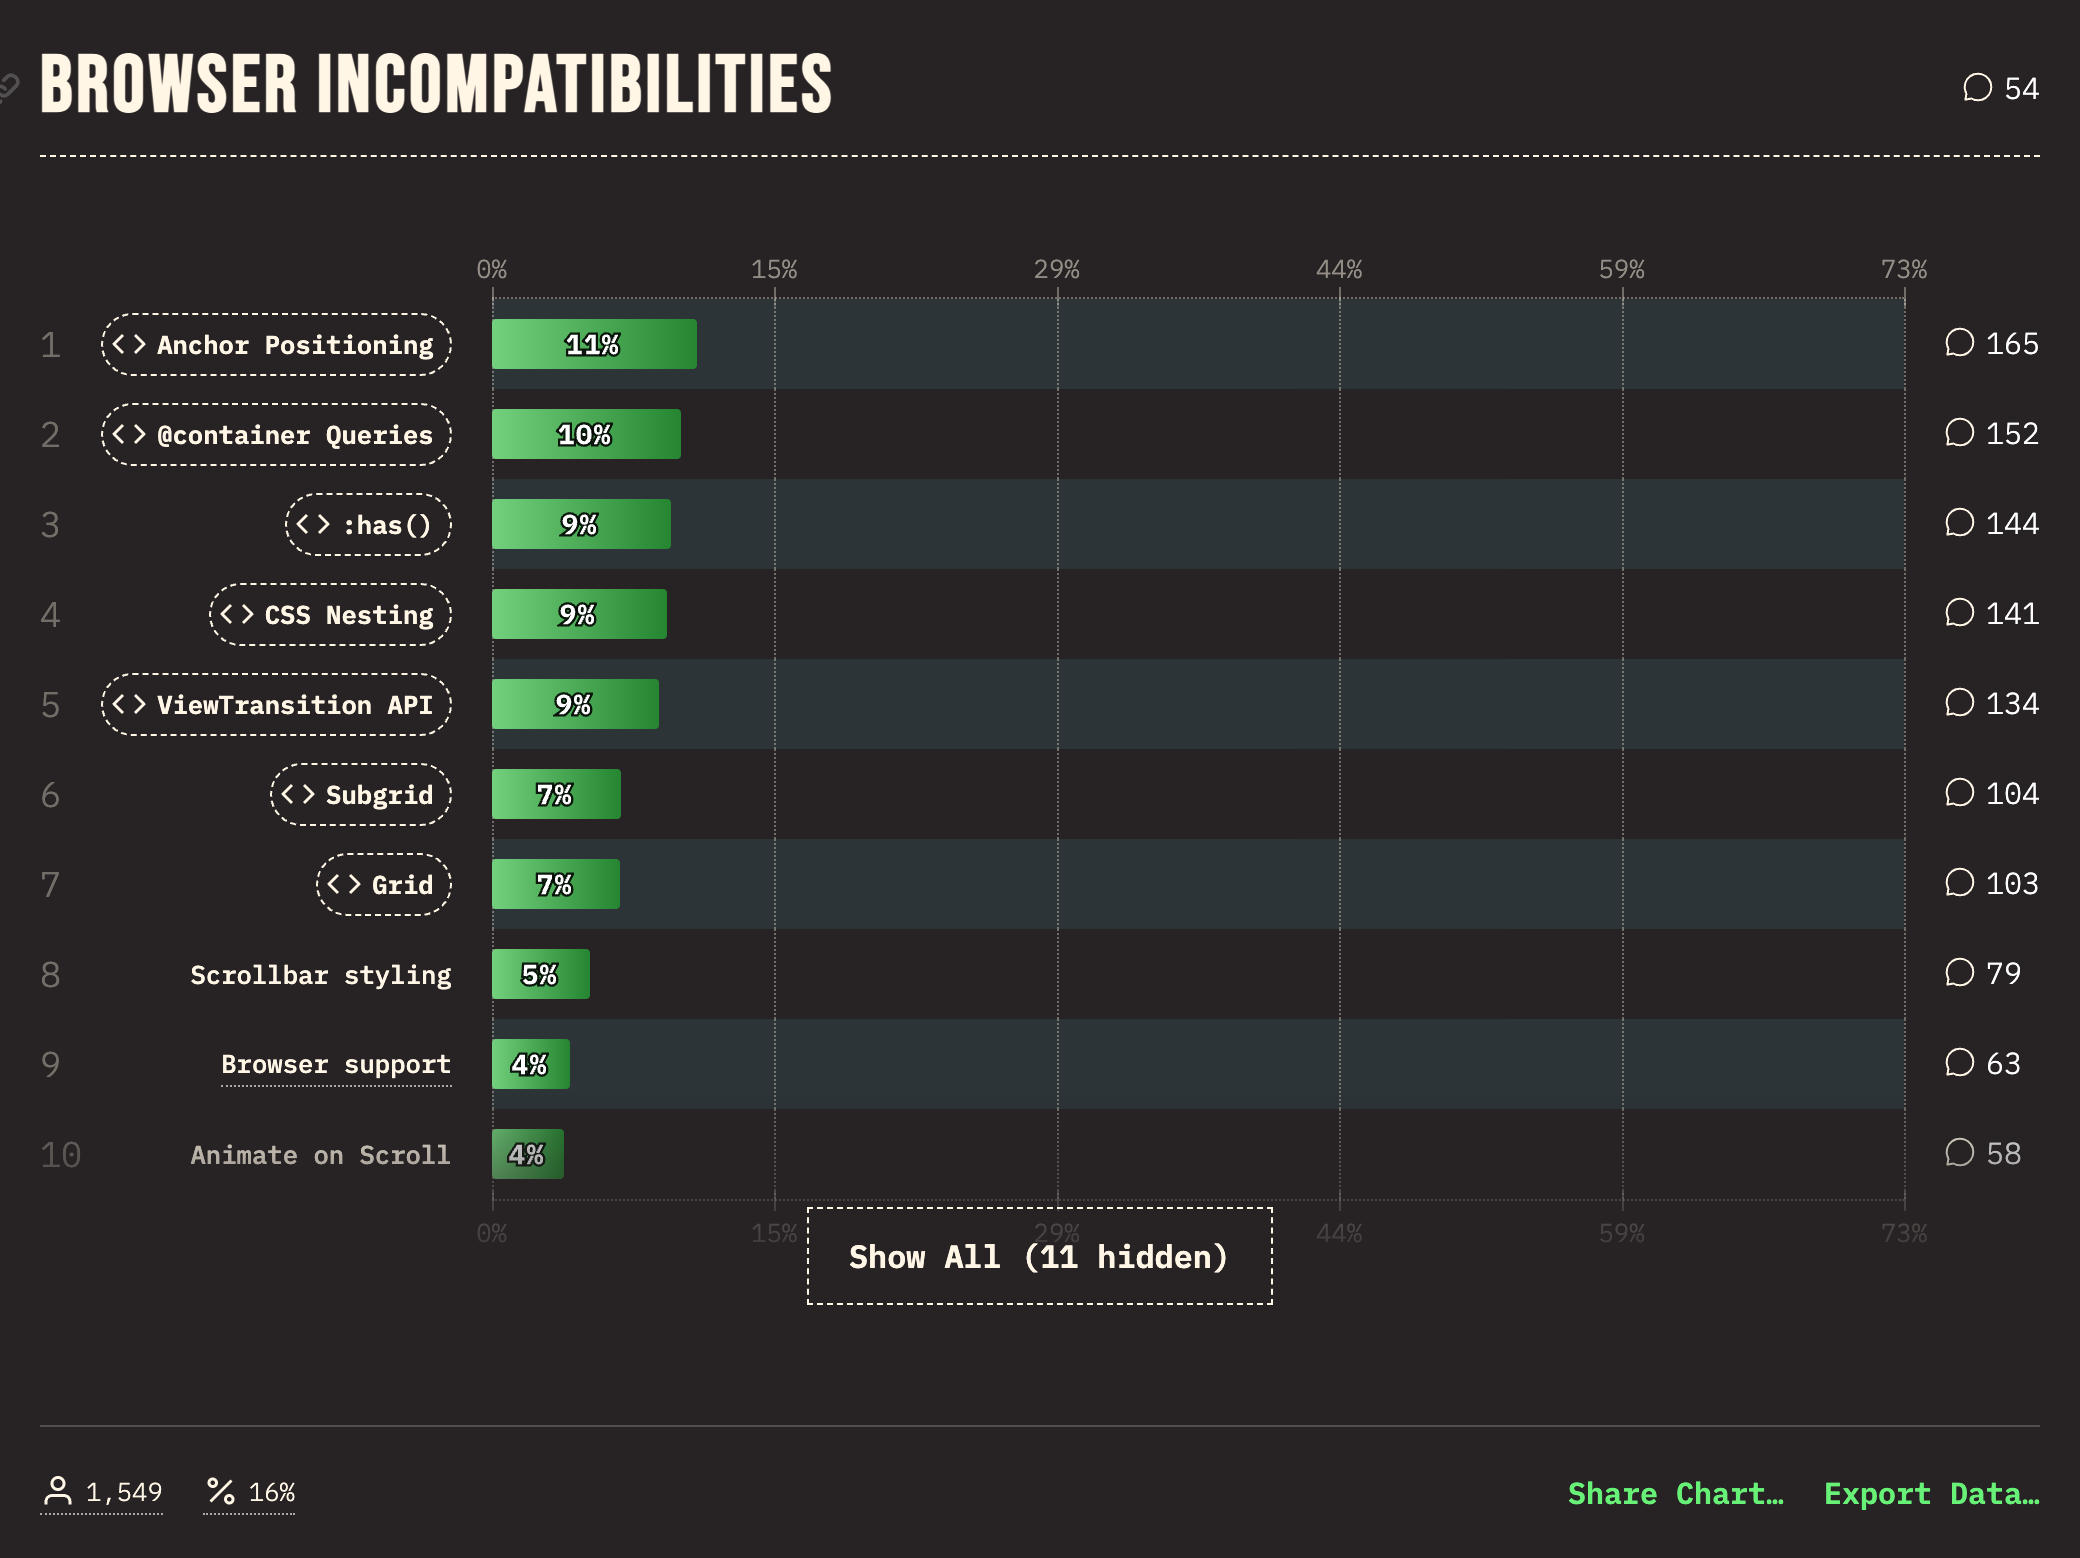 BROWSER INCOMPATIBILITIES
54
0% 15% 29% 44% 59% 73%
1 <> Anchor Positioning 11% 165
2 <> @container Queries 10% 152
3 <> :has() 9% 144
4 <> CSS Nesting 9% 141
5 <> ViewTransition API 9% 134
6 <> Subgrid 7% 104
7 <> Grid 7% 103
8 Scrollbar styling 5% 79
9 Browser support 4% 63
10 Animate on Scroll 4% 58
0% 15% 29% 44% 59% 73%
Show All (11 hidden)
1,549 % 16% Share Chart… Export Data…